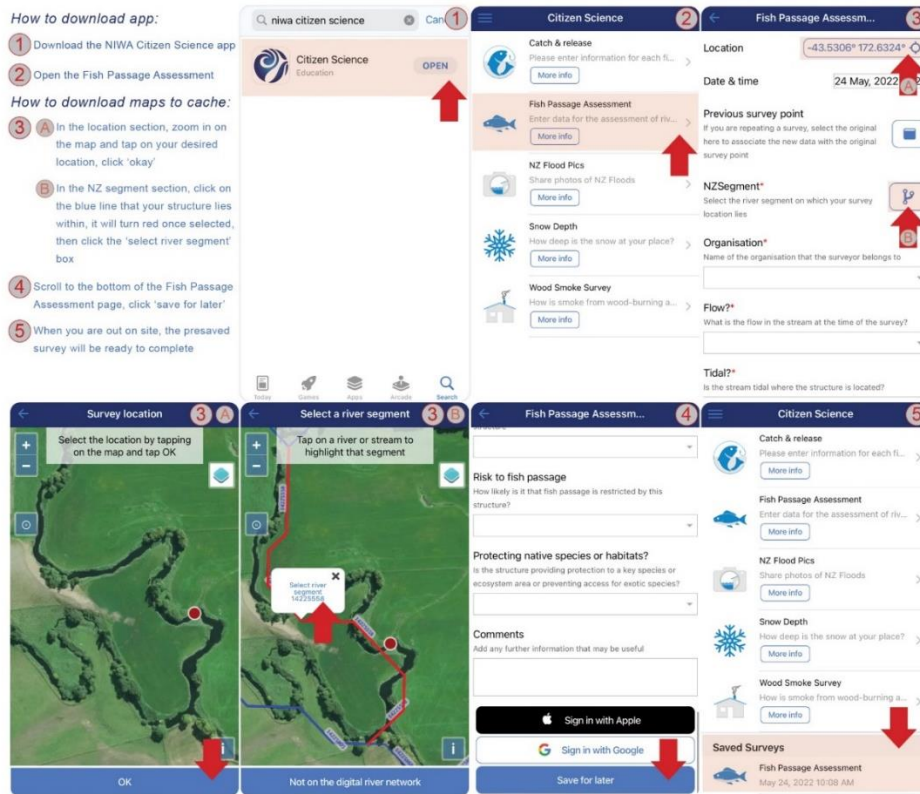 How to download app:
1 Download the NIWA Citizen Science app
2 Open the Fish Passage Assessment
How to download maps to cache:
3 A In the location section, zoom in on
the map and tap on your desired
location, click 'okay'
B In the NZ segment section, click on
the blue line that your structure lies
within, it will turn red once selected,
then click the 'select river segment'
box
4 Scroll to the bottom of the Fish Passage
Assessment page, click 'save for later'
5 When you are out on site, the presaved
survey will be ready to complete
niwa citizen science
1
Citizen Science
Education
OPEN
Today Games Apps Arcade Search
Citizen Science 2
Catch & release
Please enter information for each fi...
More info
Fish Passage Assessment
Enter data for the assessment of riv...
More info
NZ Flood Pics
Share photos of NZ Floods
More info
Snow Depth
How deep is the snow at your place?
More info
Wood Smoke Survey
How is smoke from wood-burning a...
More info
Fish Passage Assessm... 3
Location -43.5306° 172.6324°
A
Date & time 24 May, 2022
Previous survey point
If you are repeating a survey, select the original
here to associate the new data with the original
survey point
NZSegment*
Select the river segment on which your survey
location lies
B
Organisation*
Name of the organisation that the surveyor belongs to
Flow?*
What is the flow in the stream at the time of the survey?
Tidal?*
Is the stream tidal where the structure is located?
Survey location 3 A
Select the location by tapping
on the map and tap OK
+
−
i
OK
Select a river segment 3 B
Tap on a river or stream to
highlight that segment
+
−
Select river
segment
14225558
i
Not on the digital river network
Fish Passage Assessm... 4
structure
Risk to fish passage
How likely is it that fish passage is restricted by this
structure?
Protecting native species or habitats?
Is the structure providing protection to a key species or
ecosystem area or preventing access for exotic species?
Comments
Add any further information that may be useful
Sign in with Apple
G Sign in with Google
Save for later
Citizen Science 5
Catch & release
Please enter information for each fi...
More info
Fish Passage Assessment
Enter data for the assessment of riv...
More info
NZ Flood Pics
Share photos of NZ Floods
More info
Snow Depth
How deep is the snow at your place?
More info
Wood Smoke Survey
How is smoke from wood-burning a...
More info
Saved Surveys
Fish Passage Assessment
May 24, 2022 10:08 AM